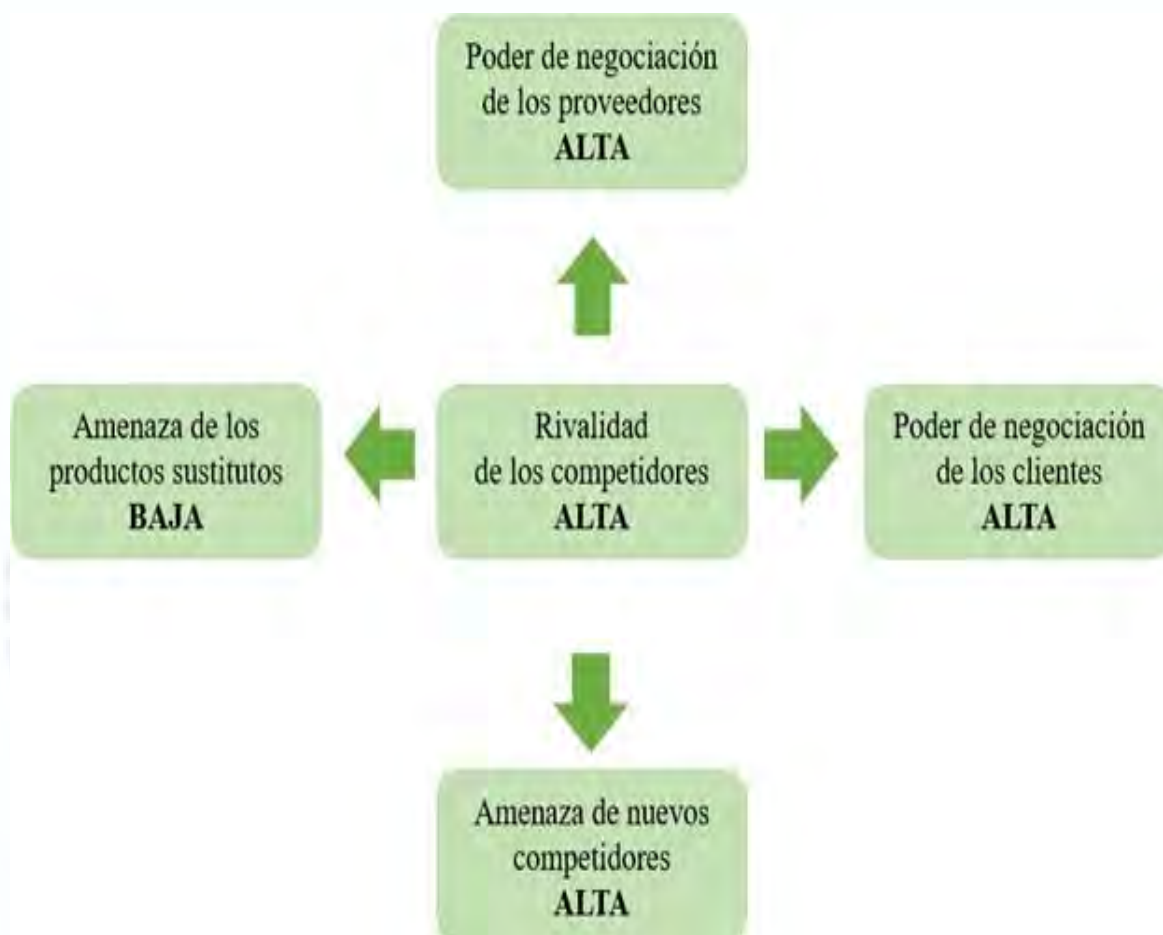 Poder de negociación
de los proveedores
ALTA
Amenaza de los
productos sustitutos
BAJA
Rivalidad
de los competidores
ALTA
Poder de negociación
de los clientes
ALTA
Amenaza de nuevos
competidores
ALTA